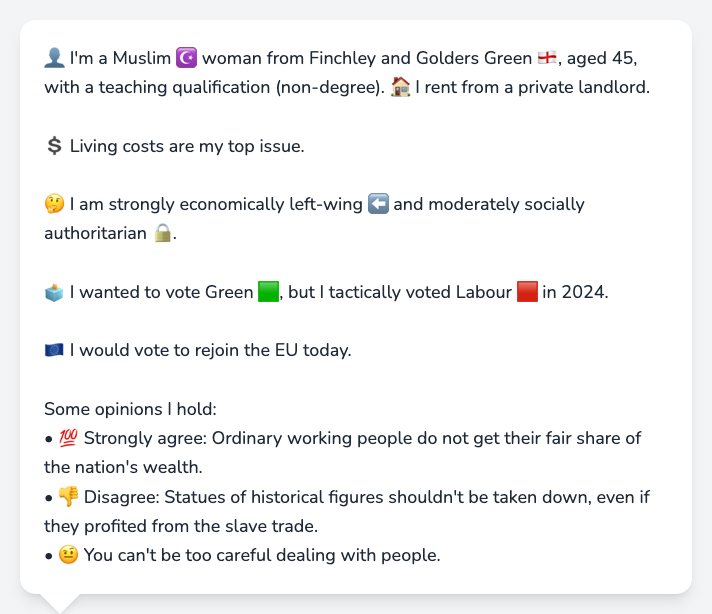 👤 I'm a Muslim ☪️ woman from Finchley and Golders Green 🏴󠁧󠁢󠁥󠁮󠁧󠁿, aged 45,
with a teaching qualification (non-degree). 🏠 I rent from a private landlord.
💲 Living costs are my top issue.
🤔 I am strongly economically left-wing ⬅️ and moderately socially
authoritarian 🔒.
🗳️ I wanted to vote Green 🟩, but I tactically voted Labour 🟥 in 2024.
🇪🇺 I would vote to rejoin the EU today.
Some opinions I hold:
• 💯 Strongly agree: Ordinary working people do not get their fair share of
the nation's wealth.
• 👎 Disagree: Statues of historical figures shouldn't be taken down, even if
they profited from the slave trade.
• 🤨 You can't be too careful dealing with people.